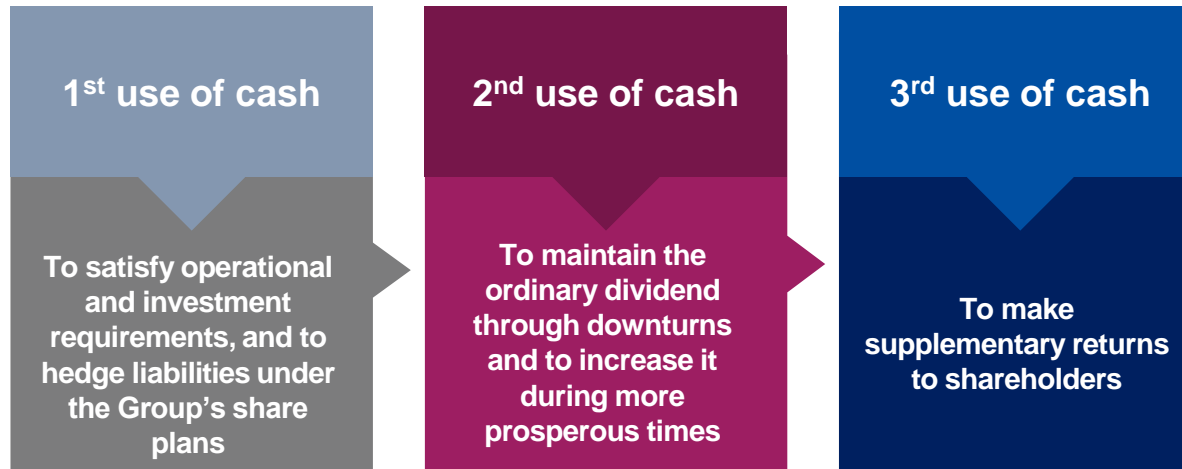 1st use of cash
To satisfy operational
and investment
requirements, and to
hedge liabilities under
the Group’s share
plans
2nd use of cash
To maintain the
ordinary dividend
through downturns
and to increase it
during more
prosperous times
3rd use of cash
To make
supplementary returns
to shareholders